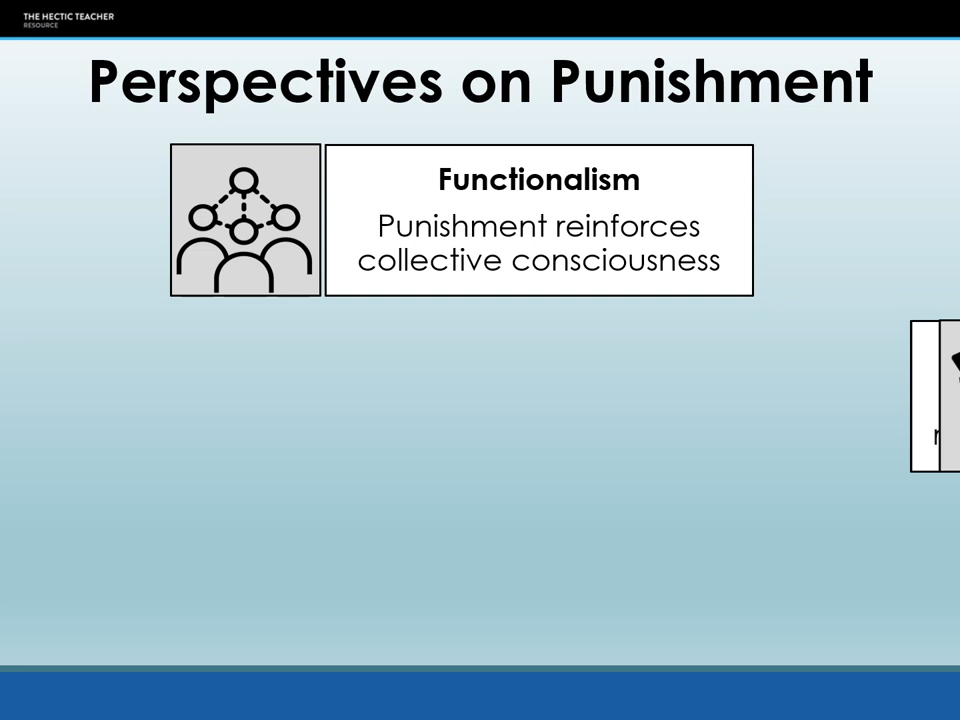 THE HECTIC TEACHER
RESOURCE
Perspectives on Punishment
Functionalism
Punishment reinforces
collective consciousness